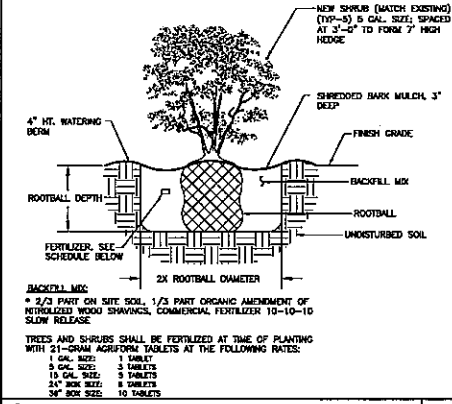 NEW SHRUB (MATCH EXISTING)
(TYP-5) 5 GAL. SIZE; SPACED
AT 3'-0" TO FORM 7' HIGH
HEDGE
SHREDDED BARK MULCH, 3"
DEEP
4" HT. WATERING
BERM
FINISH GRADE
BACKFILL MIX
ROOTBALL DEPTH
ROOTBALL
UNDISTURBED SOIL
FERTILIZER, SEE
SCHEDULE BELOW
2X ROOTBALL DIAMETER
BACKFILL MIX:
* 2/3 PART ON SITE SOIL, 1/3 PART ORGANIC AMENDMENT OF
NITROLIZED WOOD SHAVINGS, COMMERCIAL FERTILIZER 10-10-10
SLOW RELEASE
TREES AND SHRUBS SHALL BE FERTILIZED AT TIME OF PLANTING
WITH 21-GRAM AGRIFORM TABLETS AT THE FOLLOWING RATES:
1 GAL. SIZE: 1 TABLET
5 GAL. SIZE: 3 TABLETS
15 GAL. SIZE: 5 TABLETS
24" BOX SIZE: 8 TABLETS
36" BOX SIZE: 10 TABLETS